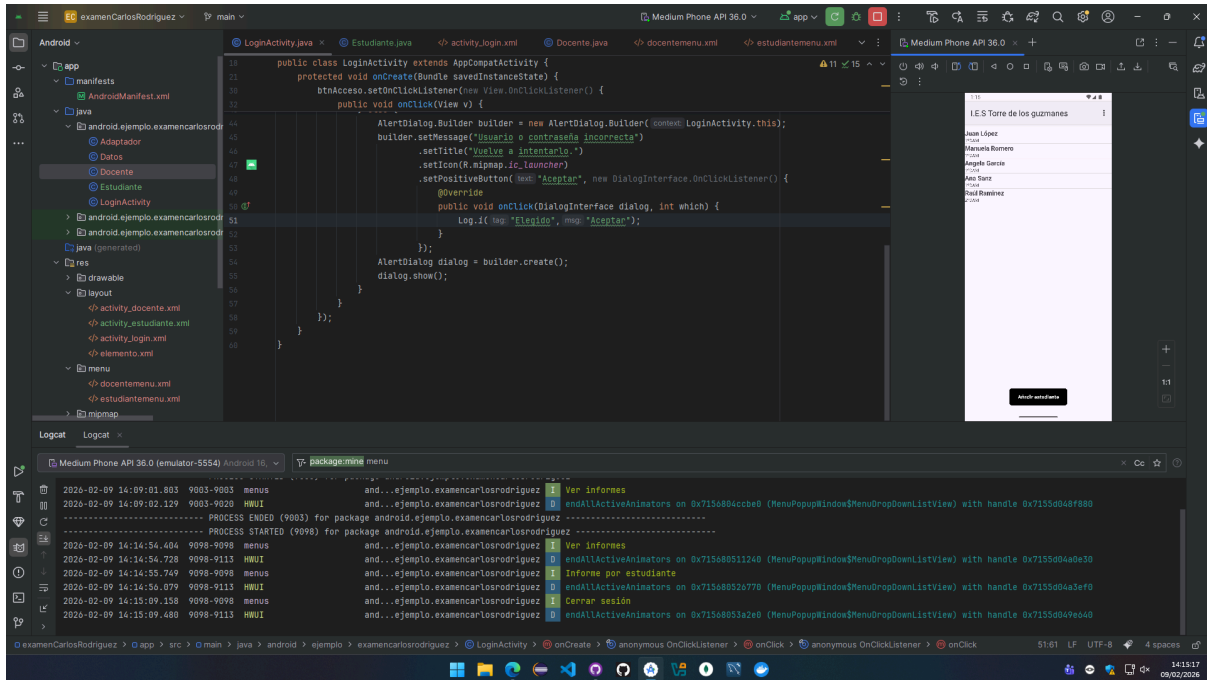 EC examenCarlosRodriguez
main
Medium Phone API 36.0
app
Android
app
manifests
AndroidManifest.xml
java
android.ejemplo.examencarlosrodr
Adaptador
Datos
Docente
Estudiante
LoginActivity
android.ejemplo.examencarlosrodr
android.ejemplo.examencarlosrodr
java (generated)
res
drawable
layout
activity_docente.xml
activity_estudiante.xml
activity_login.xml
elemento.xml
menu
docentemenu.xml
estudiantemenu.xml
mipmap
LoginActivity.java
Estudiante.java
activity_login.xml
Docente.java
docentemenu.xml
estudiantemenu.xml
11 15
18 public class LoginActivity extends AppCompatActivity {
21 protected void onCreate(Bundle savedInstanceState) {
30 btnAcceso.setOnClickListener(new View.OnClickListener() {
32 public void onClick(View v) {
44 AlertDialog.Builder builder = new AlertDialog.Builder( context: LoginActivity.this);
45 builder.setMessage("Usuario o contraseña incorrecta")
46 .setTitle("Vuelve a intentarlo.")
47 .setIcon(R.mipmap.ic_launcher)
48 .setPositiveButton( text: "Aceptar", new DialogInterface.OnClickListener() {
49 @Override
50 public void onClick(DialogInterface dialog, int which) {
51 Log.i( tag: "Elegido", msg: "Aceptar");
52 }
53 });
54 AlertDialog dialog = builder.create();
55 dialog.show();
56 }
57 }
58 });
59 }
60 }
Medium Phone API 36.0
I.E.S Torre de los guzmanes
Juan López
Manuela Romero
Angela García
Ana Sanz
Raúl Ramínez
Añadir estudiante
1:1
Logcat Logcat
Medium Phone API 36.0 (emulator-5554) Android 16,
package:mine menu
Cc
2026-02-09 14:09:01.803 9003-9003 menus and...ejemplo.examencarlosrodriguez I Ver informes
2026-02-09 14:09:02.129 9003-9020 HWUI and...ejemplo.examencarlosrodriguez D endAllActiveAnimators on 0x7156804ccbe0 (MenuPopupWindow$MenuDropDownListView) with handle 0x7155d048f880
--------------------------- PROCESS ENDED (9003) for package android.ejemplo.examencarlosrodriguez ---------------------------
--------------------------- PROCESS STARTED (9098) for package android.ejemplo.examencarlosrodriguez ---------------------------
2026-02-09 14:14:54.404 9098-9098 menus and...ejemplo.examencarlosrodriguez I Ver informes
2026-02-09 14:14:54.728 9098-9113 HWUI and...ejemplo.examencarlosrodriguez D endAllActiveAnimators on 0x715680511240 (MenuPopupWindow$MenuDropDownListView) with handle 0x7155d04a0e30
2026-02-09 14:14:55.749 9098-9098 menus and...ejemplo.examencarlosrodriguez I Informe por estudiante
2026-02-09 14:14:56.079 9098-9113 HWUI and...ejemplo.examencarlosrodriguez D endAllActiveAnimators on 0x715680526770 (MenuPopupWindow$MenuDropDownListView) with handle 0x7155d04a3ef0
2026-02-09 14:15:09.158 9098-9098 menus and...ejemplo.examencarlosrodriguez I Cerrar sesión
2026-02-09 14:15:09.480 9098-9113 HWUI and...ejemplo.examencarlosrodriguez D endAllActiveAnimators on 0x71568053a2e0 (MenuPopupWindow$MenuDropDownListView) with handle 0x7155d049e640
examenCarlosRodriguez > app > src > main > java > android > ejemplo > examencarlosrodriguez > LoginActivity > onCreate > anonymous OnClickListener > onClick > anonymous OnClickListener > onClick
51:61 LF UTF-8 4 spaces
14:15:17
09/02/2026